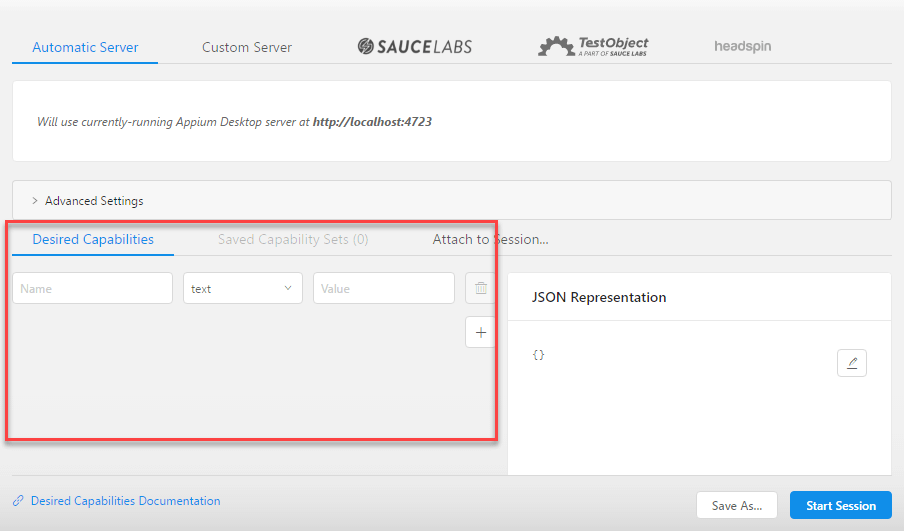 Automatic Server Custom Server SAUCELABS TestObject headspin
A PART OF SAUCE LABS
Will use currently-running Appium Desktop server at http://localhost:4723
Advanced Settings
Desired Capabilities Saved Capability Sets (0) Attach to Session...
Name text Value
JSON Representation
{}
Desired Capabilities Documentation
Save As... Start Session